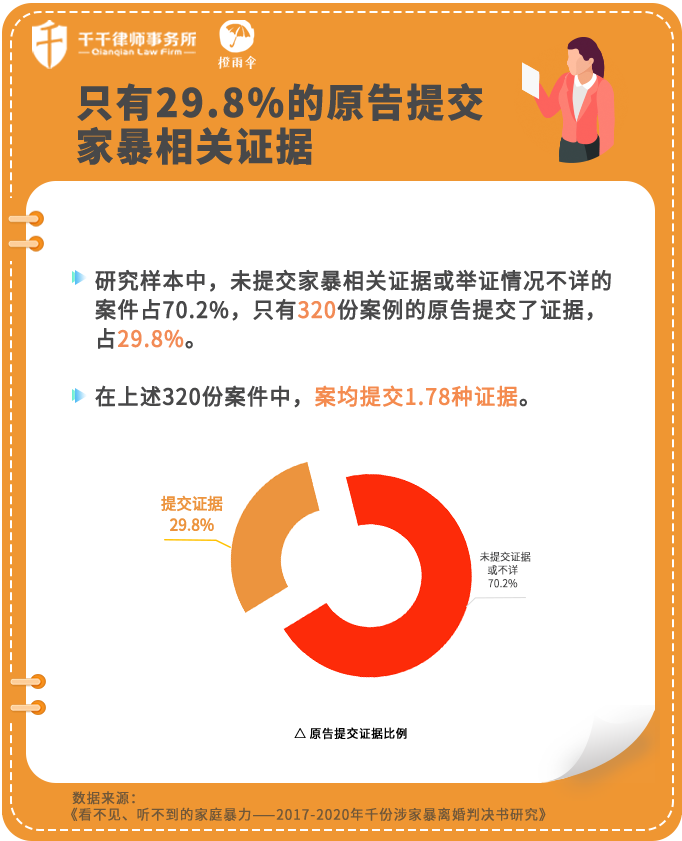 千千律师事务所
Qianqian Law Firm
橙雨伞
只有29.8%的原告提交
家暴相关证据
研究样本中，未提交家暴相关证据或举证情况不详的
案件占70.2%，只有320份案例的原告提交了证据，
占29.8%。
在上述320份案件中，案均提交1.78种证据。
提交证据
29.8%
未提交证据
或不详
70.2%
△ 原告提交证据比例
数据来源：
《看不见、听不到的家庭暴力——2017-2020年千份涉家暴离婚判决书研究》